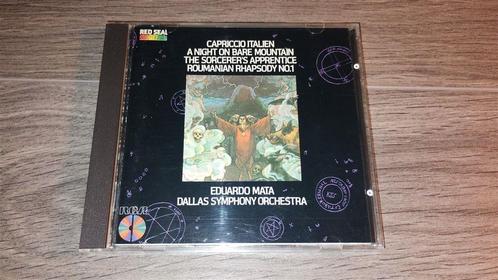 RED SEAL
CAPRICCIO ITALIEN
A NIGHT ON BARE MOUNTAIN
THE SORCERER'S APPRENTICE
ROUMANIAN RHAPSODY NO.1
EDUARDO MATA
DALLAS SYMPHONY ORCHESTRA
RCA